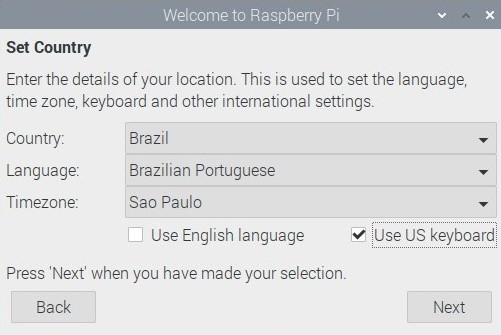 Welcome to Raspberry Pi
Set Country
Enter the details of your location. This is used to set the language,
time zone, keyboard and other international settings.
Country: Brazil
Language: Brazilian Portuguese
Timezone: Sao Paulo
Use English language Use US keyboard
Press 'Next' when you have made your selection.
Back Next